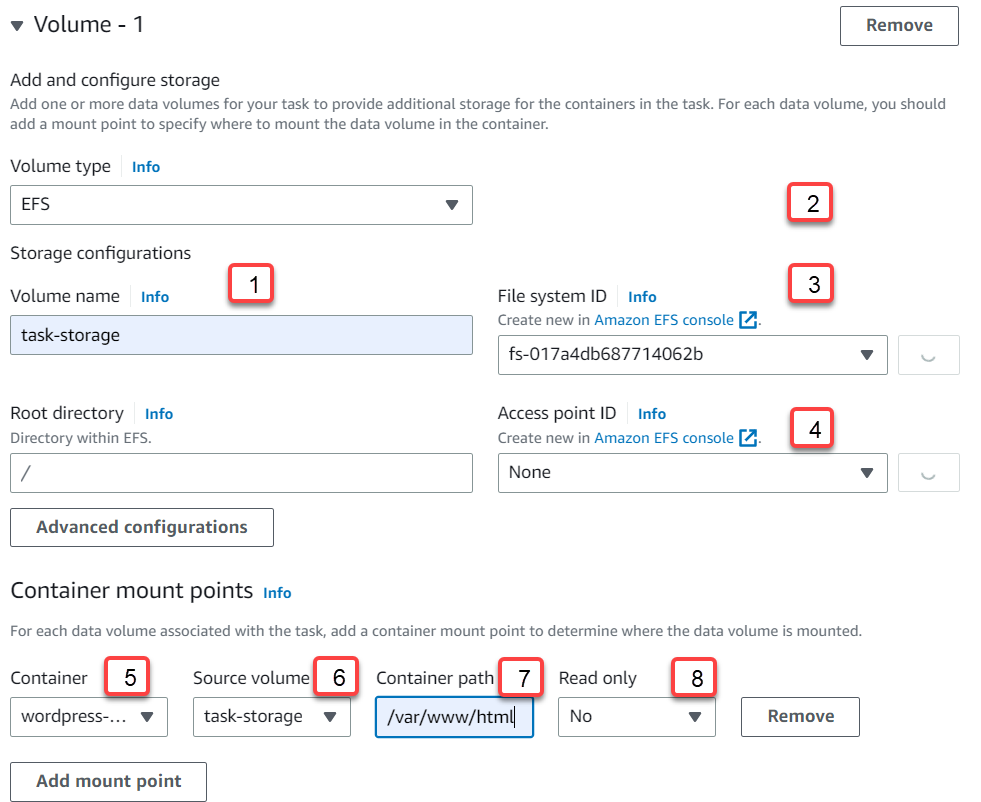 Volume - 1
Remove
Add and configure storage
Add one or more data volumes for your task to provide additional storage for the containers in the task. For each data volume, you should
add a mount point to specify where to mount the data volume in the container.
Volume type Info
EFS
2
Storage configurations
1
3
Volume name Info
File system ID Info
Create new in Amazon EFS console.
task-storage
fs-017a4db687714062b
Root directory Info
Access point ID Info
4
Directory within EFS.
Create new in Amazon EFS console.
/
None
Advanced configurations
Container mount points Info
For each data volume associated with the task, add a container mount point to determine where the data volume is mounted.
Container 5 Source volume 6 Container path 7 Read only 8
wordpress-... task-storage /var/www/html No Remove
Add mount point